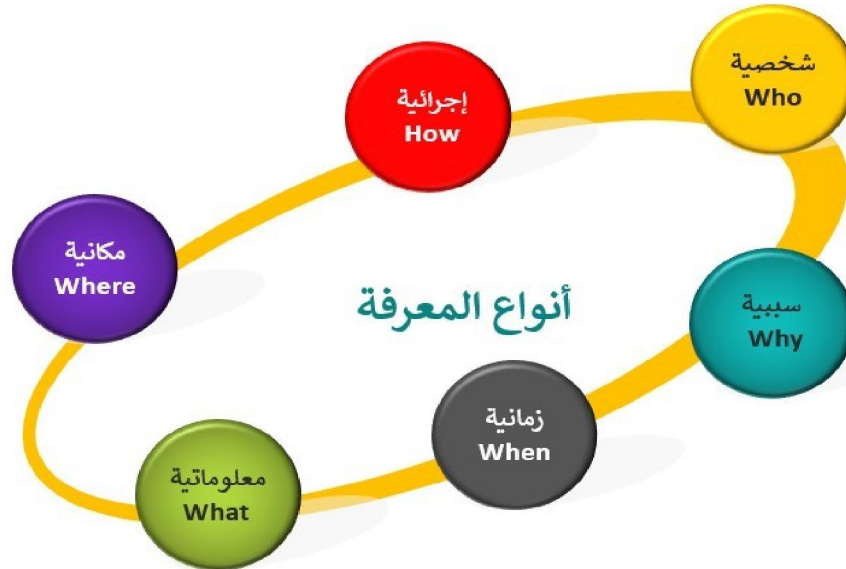 شخصية
Who
إجرائية
How
مكانية
Where
أنواع المعرفة
سببية
Why
زمانية
When
معلوماتية
What